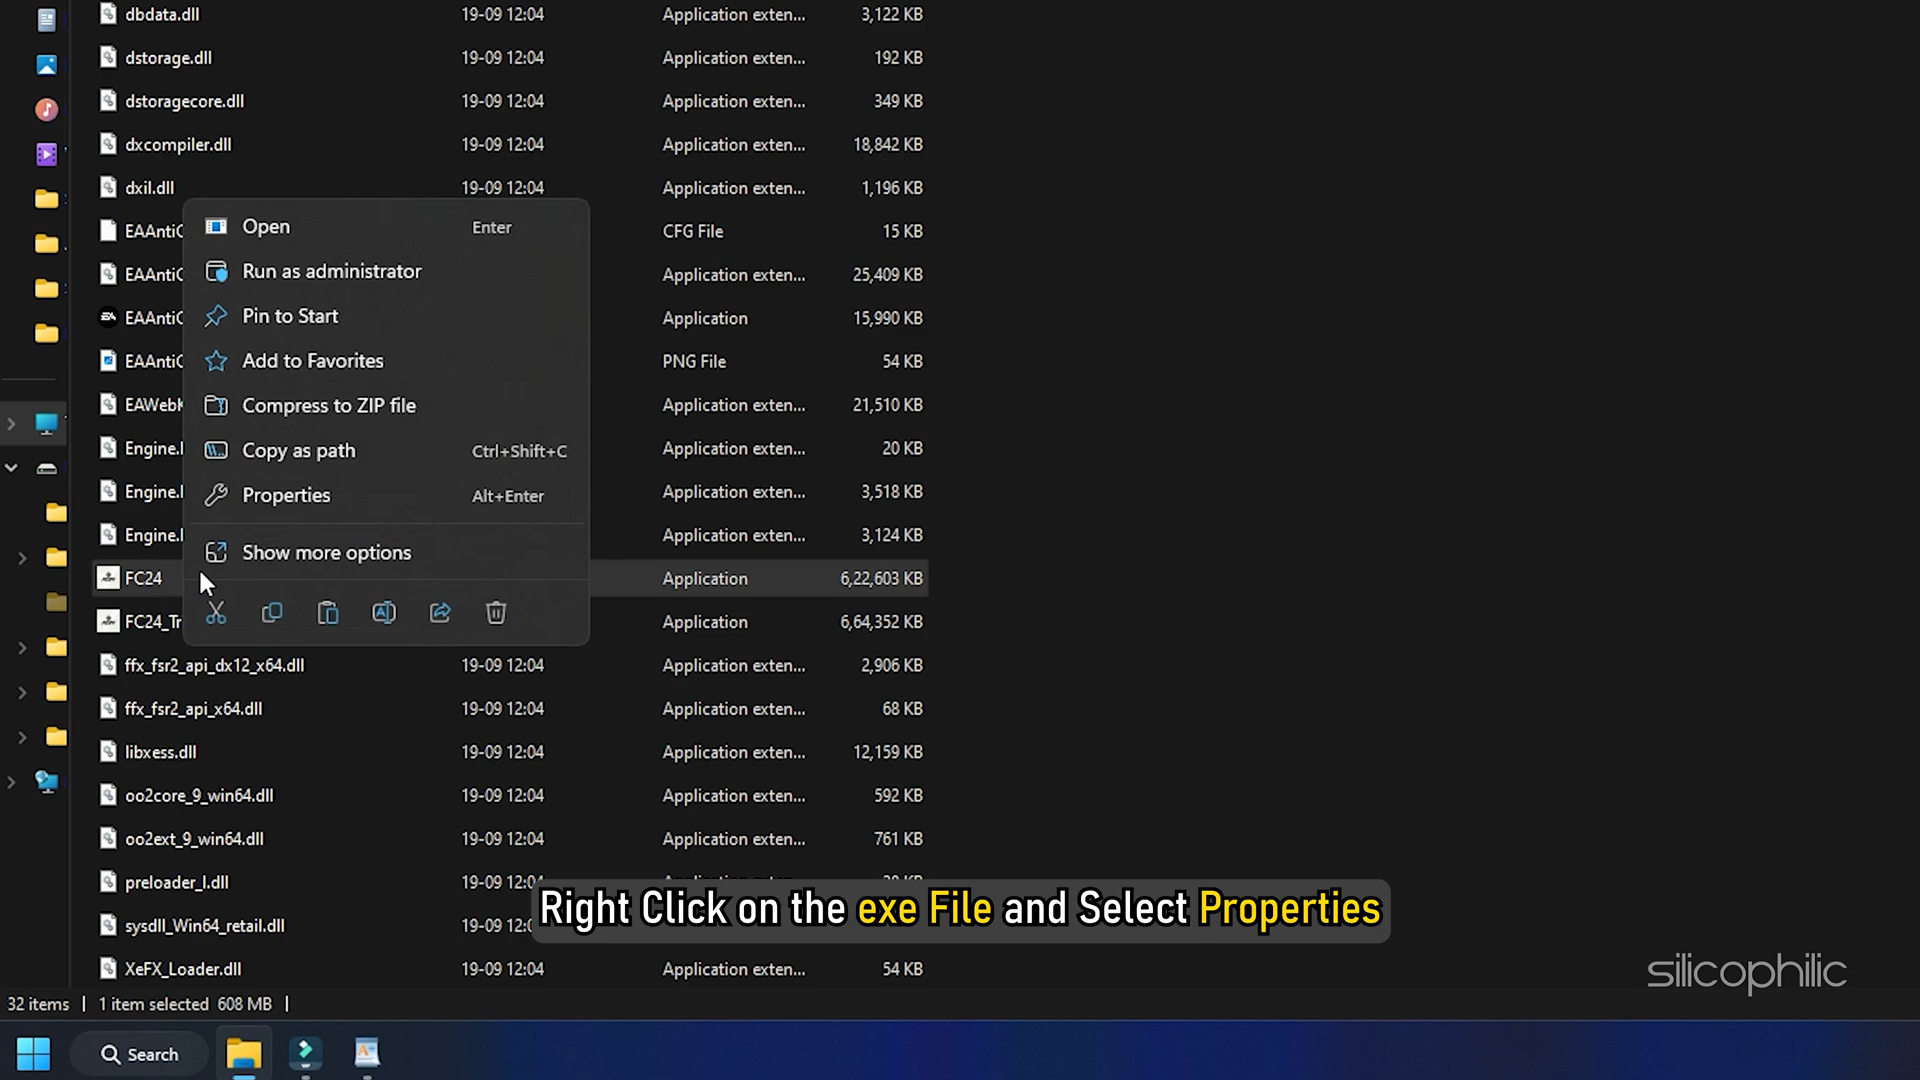 dbdata.dll 19-09 12:04 Application exten... 3,122 KB
dstorage.dll 19-09 12:04 Application exten... 192 KB
dstoragecore.dll 19-09 12:04 Application exten... 349 KB
dxcompiler.dll 19-09 12:04 Application exten... 18,842 KB
dxil.dll 19-09 12:04 Application exten... 1,196 KB
EAAntiC CFG File 15 KB
EAAntiC Application exten... 25,409 KB
EAAntiC Application 15,990 KB
EAAntiC PNG File 54 KB
EAWebK Application exten... 21,510 KB
Engine. Application exten... 20 KB
Engine. Application exten... 3,518 KB
Engine. Application exten... 3,124 KB
FC24 Application 6,22,603 KB
FC24_Tr Application 6,64,352 KB
Open Enter
Run as administrator
Pin to Start
Add to Favorites
Compress to ZIP file
Copy as path Ctrl+Shift+C
Properties Alt+Enter
Show more options
ffx_fsr2_api_dx12_x64.dll 19-09 12:04 Application exten... 2,906 KB
ffx_fsr2_api_x64.dll 19-09 12:04 Application exten... 68 KB
libxess.dll 19-09 12:04 Application exten... 12,159 KB
oo2core_9_win64.dll 19-09 12:04 Application exten... 592 KB
oo2ext_9_win64.dll 19-09 12:04 Application exten... 761 KB
preloader_l.dll 19-09 12:04
sysdll_Win64_retail.dll 19-09 12:0
XeFX_Loader.dll 19-09 12:04 Application exten... 54 KB
Right Click on the exe File and Select Properties
silicophilic
32 items 1 item selected 608 MB
Search